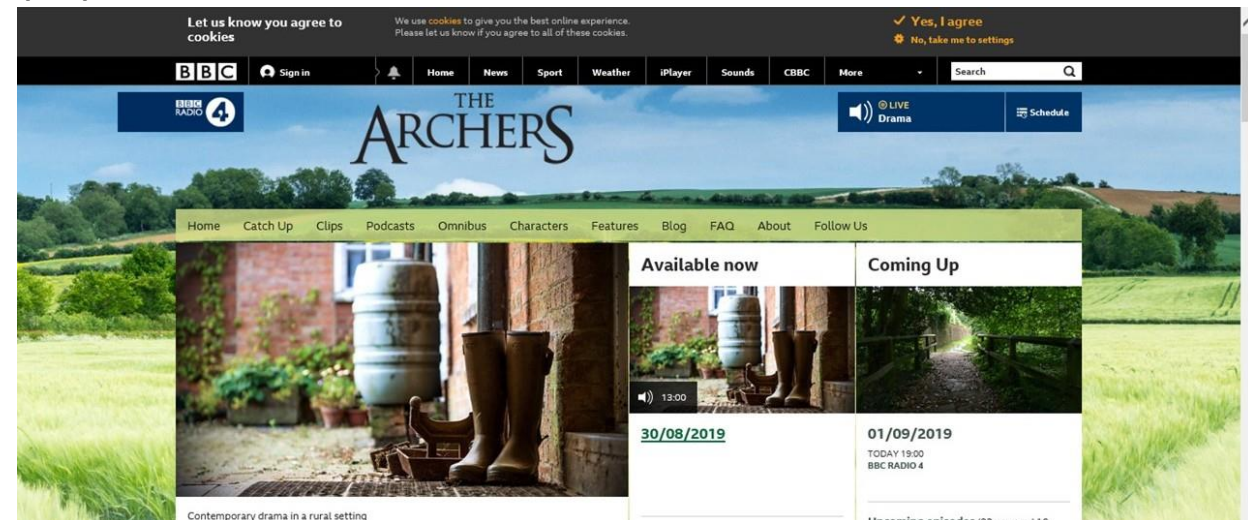 Let us know you agree to
cookies
We use cookies to give you the best online experience.
Please let us know if you agree to all of these cookies.
Yes, I agree
No, take me to settings
BBC
Sign in
Home
News
Sport
Weather
iPlayer
Sounds
CBBC
More
Search
BBC
RADIO 4
THE
ARCHERS
LIVE
Drama
Schedule
Home
Catch Up
Clips
Podcasts
Omnibus
Characters
Features
Blog
FAQ
About
Follow Us
Available now
13:00
30/08/2019
Coming Up
01/09/2019
TODAY 19:00
BBC RADIO 4
Contemporary drama in a rural setting
Upcoming episodes